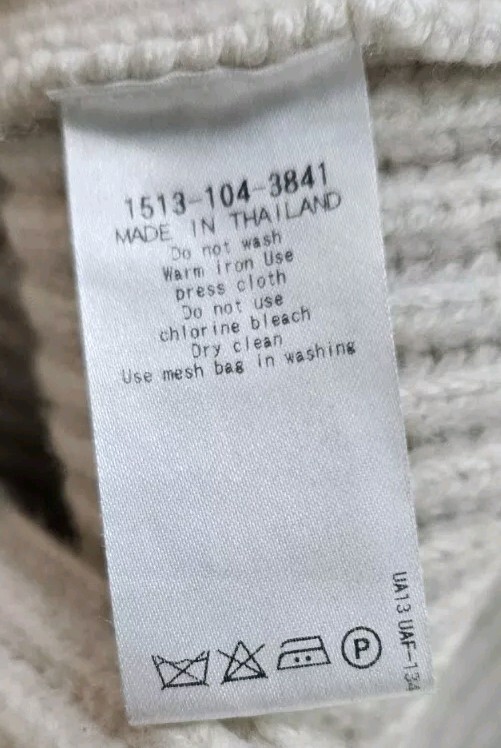 1513-104-3841
MADE IN THAILAND
Do not wash
Warm iron Use
press cloth
Do not use
chlorine bleach
Dry clean
Use mesh bag in washing
UA13 UAF-134
P